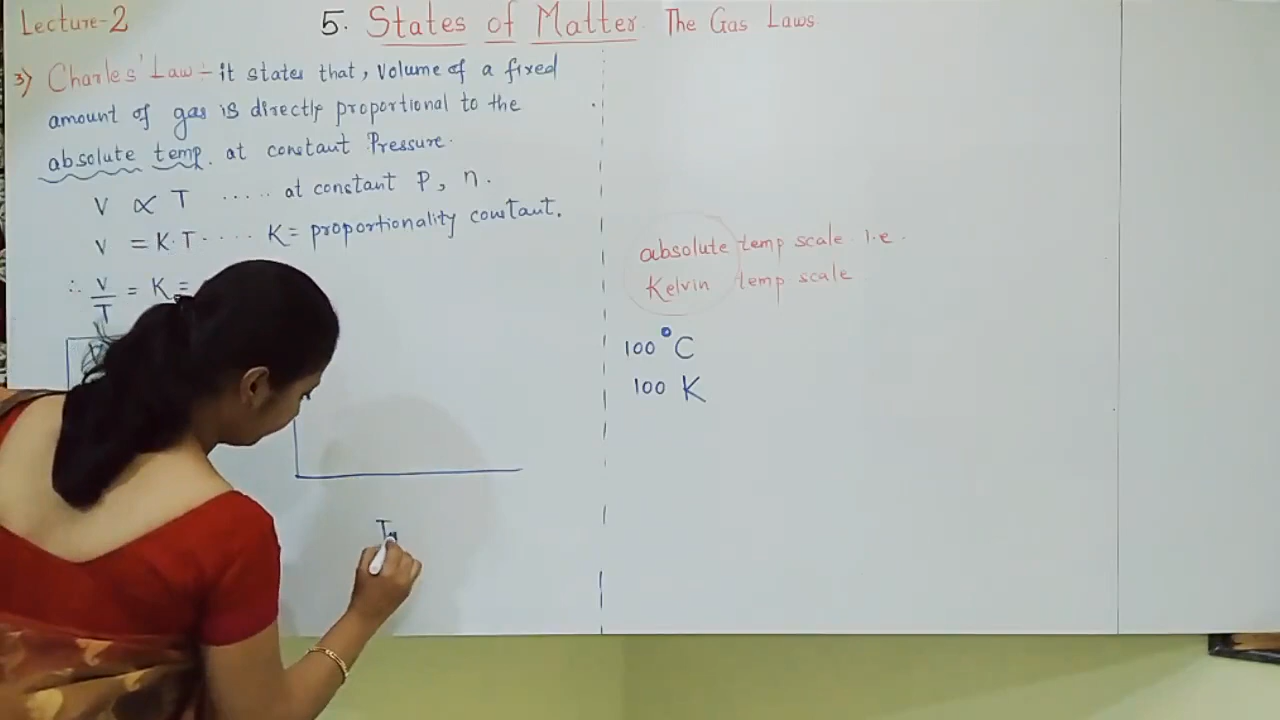 Lecture-2
5. States of Matter. The Gas Laws
3) Charles' Law - it states that, Volume of a fixed
amount of gas is directly proportional to the
absolute temp. at constant Pressure.
V ∝ T ..... at constant P, n.
V = K.T .... K = proportionality constant.
∴ V/T = K =
absolute temp scale i.e.
Kelvin temp scale
100°C
100 K